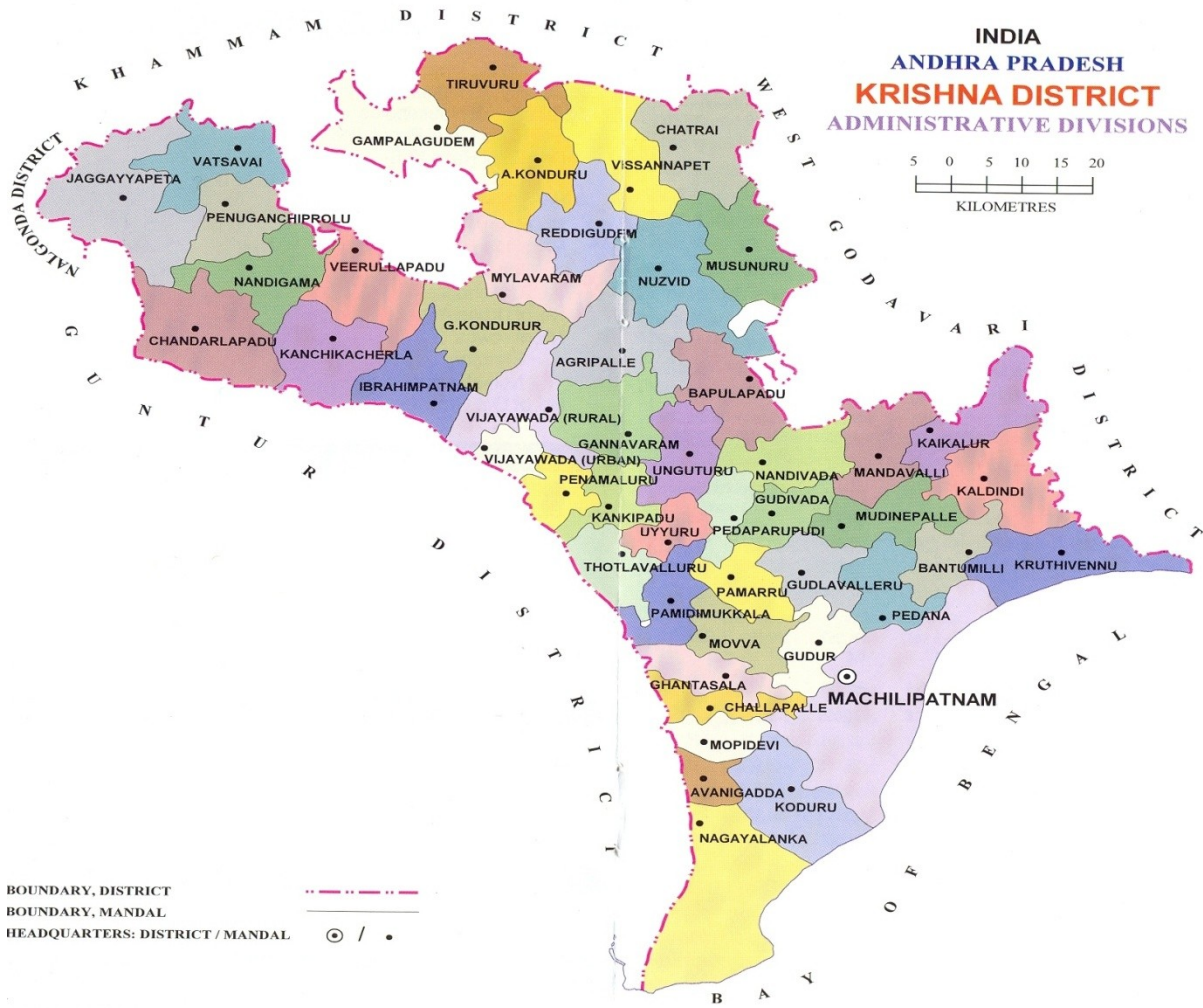 INDIA
ANDHRA PRADESH
KRISHNA DISTRICT
ADMINISTRATIVE DIVISIONS
5 0 5 10 15 20
KILOMETRES
KHAMMAM DISTRICT
WEST GODAVARI DISTRICT
NALGONDA DISTRICT
GUNTUR DISTRICT
BAY OF BENGAL
TIRUVURU
GAMPALAGUDEM
CHATRAI
VATSAVAI
A.KONDURU
VISSANNAPET
JAGGAYYAPETA
PENUGANCHIPROLU
REDDIGUDEM
VEERULLAPADU
MUSUNURU
NANDIGAMA
MYLAVARAM
NUZVID
G.KONDURUR
CHANDARLAPADU
KANCHIKACHERLA
AGRIPALLE
IBRAHIMPATNAM
BAPULAPADU
VIJAYAWADA (RURAL)
GANNAVARAM
KAIKALUR
VIJAYAWADA (URBAN)
UNGUTURU
NANDIVADA
MANDAVALLI
KALDINDI
PENAMALURU
GUDIVADA
KANKIPADU
MUDINEPALLE
UYYURU
PEDAPARUPUDI
THOTLAVALLURU
BANTUMILLI
KRUTHIVENNU
PAMARRU
GUDLAVALLERU
PAMIDIMUKKALA
PEDANA
MOVVA
GUDUR
GHANTASALA
MACHILIPATNAM
CHALLAPALLE
MOPIDEVI
AVANIGADDA
KODURU
NAGAYALANKA
BOUNDARY, DISTRICT
BOUNDARY, MANDAL
HEADQUARTERS: DISTRICT / MANDAL /